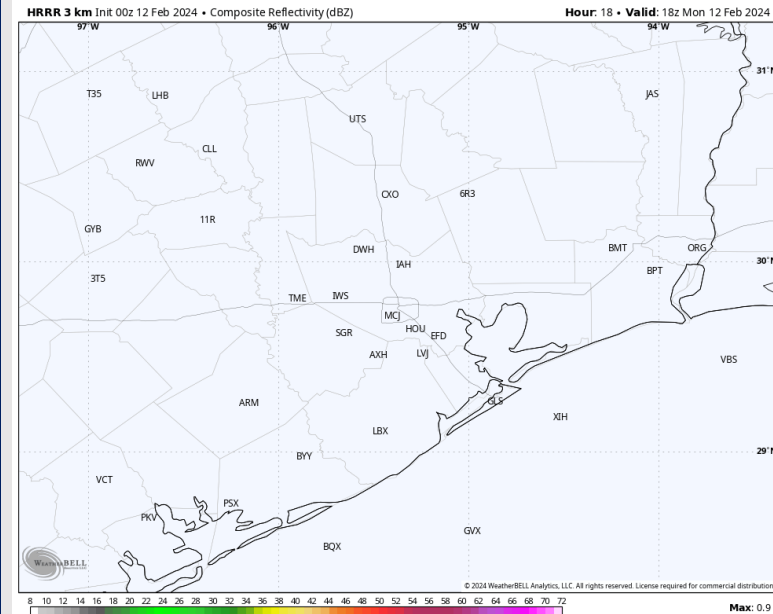 HRRR 3 km Init 00z 12 Feb 2024 • Composite Reflectivity (dBZ) Hour: 18 • Valid: 18z Mon 12 Feb 2024
97°W 96°W 95°W 94°W
31°N
T35 LHB JAS
UTS
CLL
RWV
CXO 6R3
11R
GYB
DWH BMT ORG
30°N
IAH
BPT
3T5
TME IWS
MCJ
SGR HOU EFD
AXH LVJ VBS
ARM GLS
XIH
LBX
29°N
BYY
VCT
PSX
PKV
GVX
BQX
WEATHERBELL
© 2024 WeatherBELL Analytics, LLC. All rights reserved. License required for commercial distribution
8 10 12 14 16 18 20 22 24 26 28 30 32 34 36 38 40 42 44 46 48 50 52 54 56 58 60 62 64 66 68 70 72
Max: 0.9